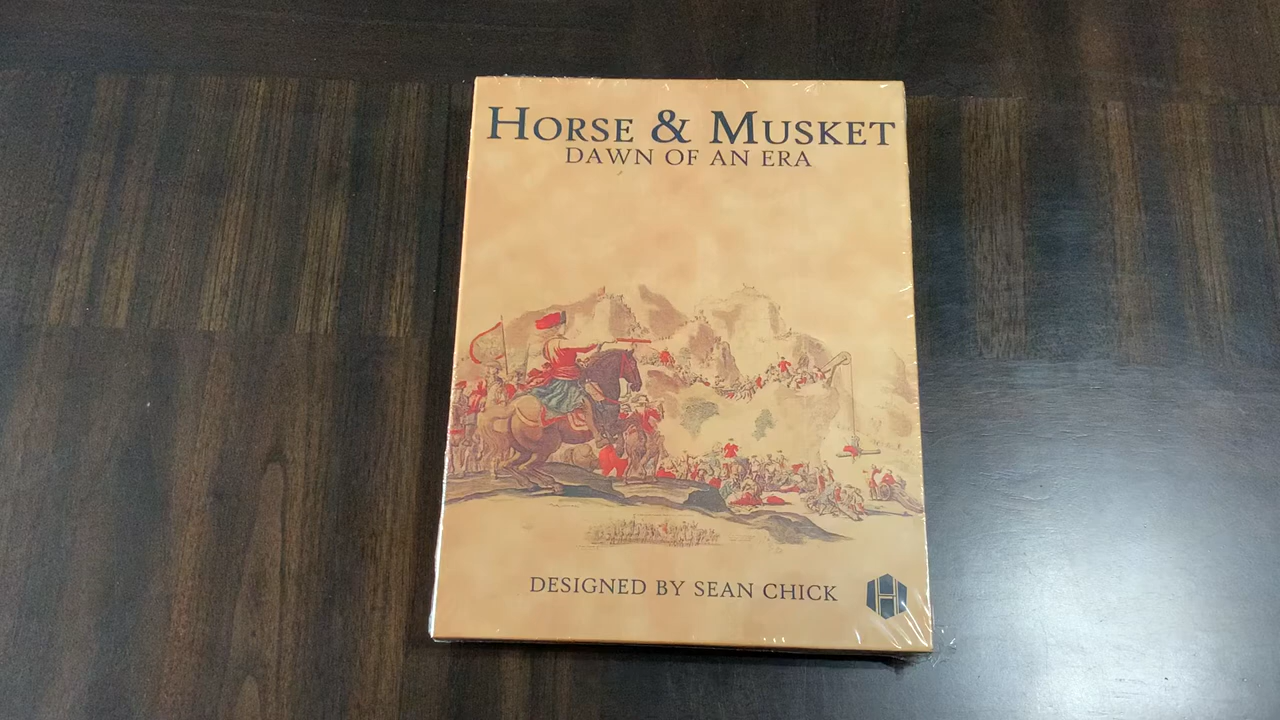 HORSE & MUSKET
DAWN OF AN ERA
DESIGNED BY SEAN CHICK
H